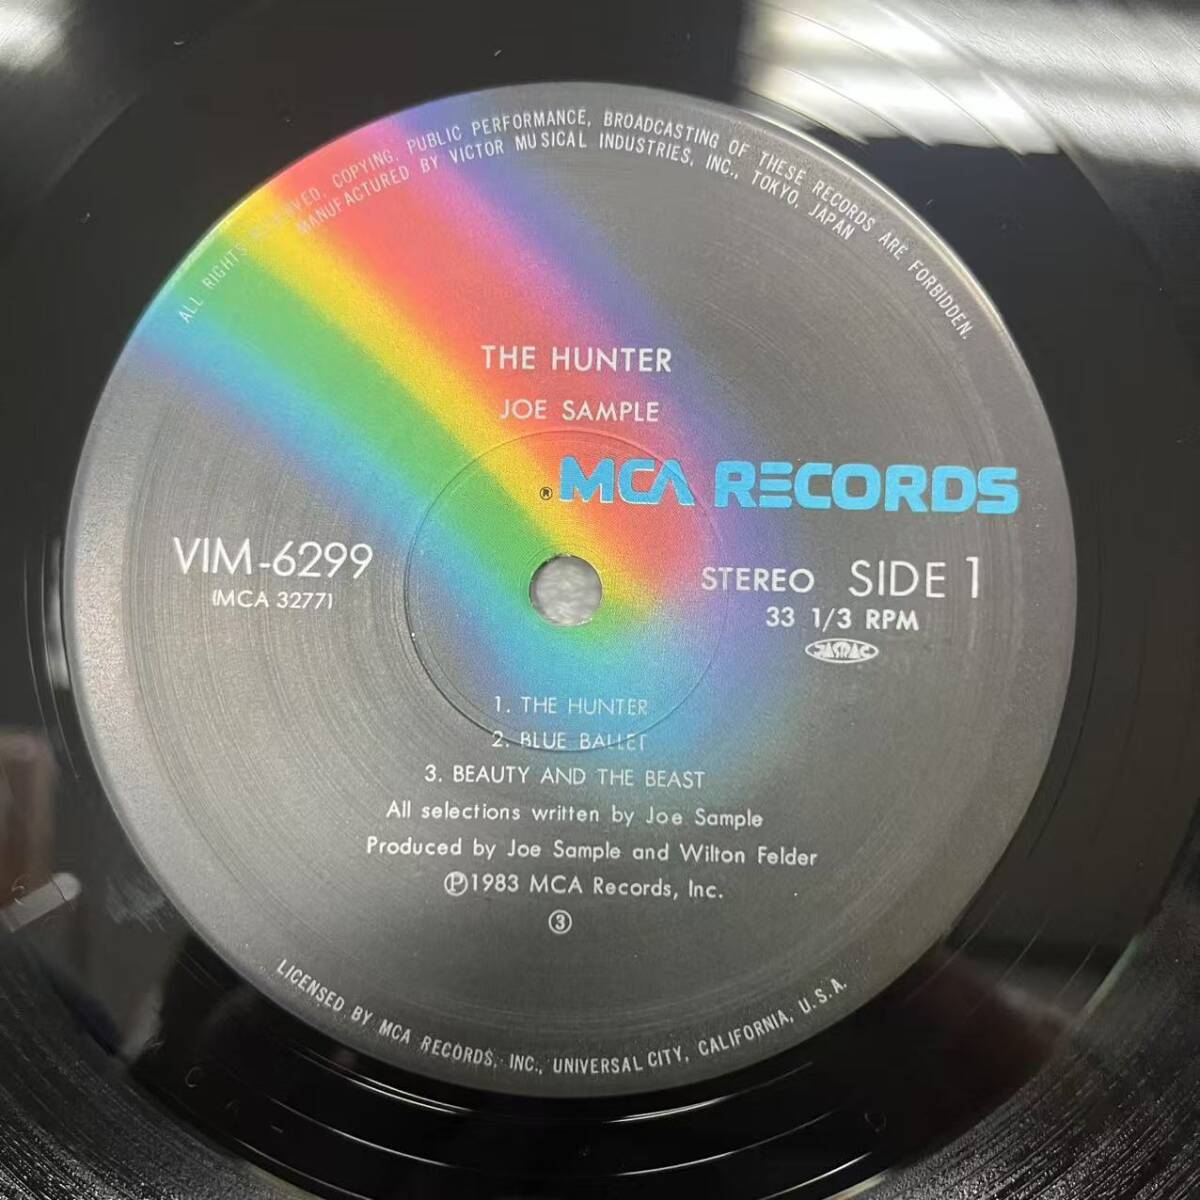 ALL RIGHTS RESERVED, COPYING, PUBLIC PERFORMANCE, BROADCASTING OF THESE RECORDS ARE FORBIDDEN.
MANUFACTURED BY VICTOR MUSICAL INDUSTRIES, INC., TOKYO, JAPAN
THE HUNTER
JOE SAMPLE
® MCA RECORDS
VIM-6299
(MCA 3277)
STEREO SIDE 1
33 1/3 RPM
JASRAC
1. THE HUNTER
2. BLUE BALLET
3. BEAUTY AND THE BEAST
All selections written by Joe Sample
Produced by Joe Sample and Wilton Felder
Ⓟ1983 MCA Records, Inc.
③
LICENSED BY MCA RECORDS, INC., UNIVERSAL CITY, CALIFORNIA, U.S.A.